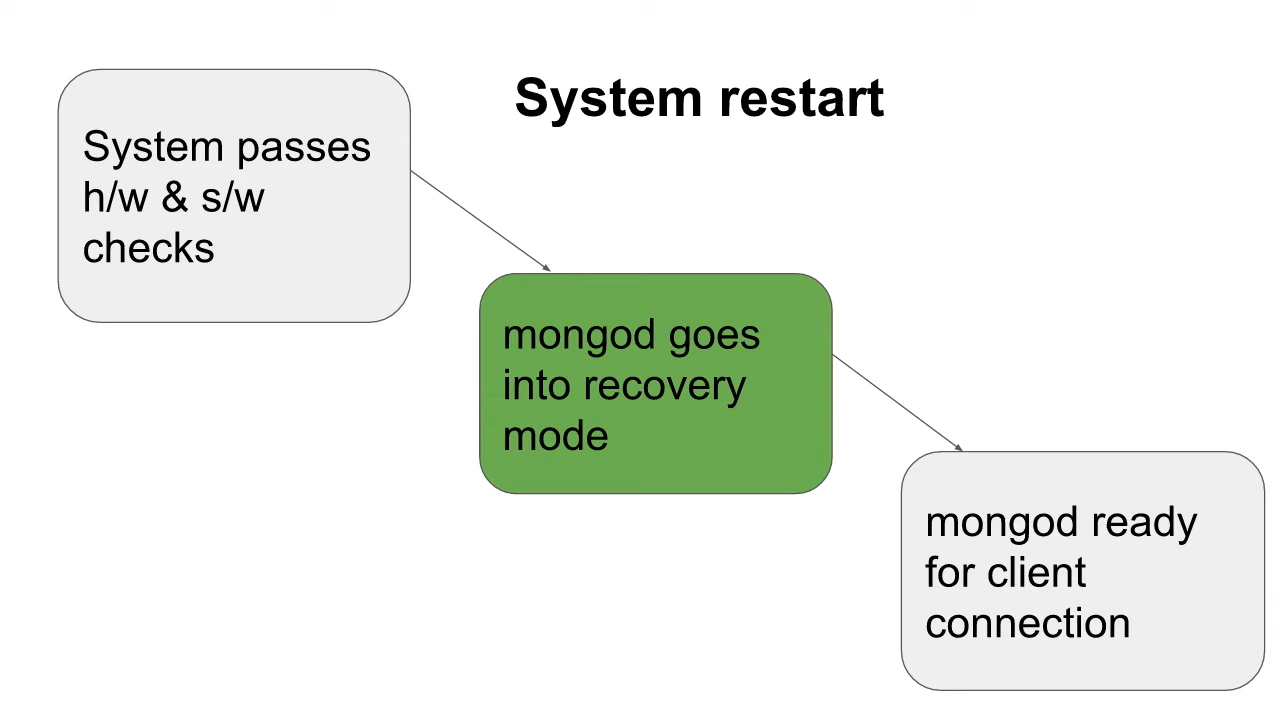 System restart
System passes
h/w & s/w
checks
mongod goes
into recovery
mode
mongod ready
for client
connection